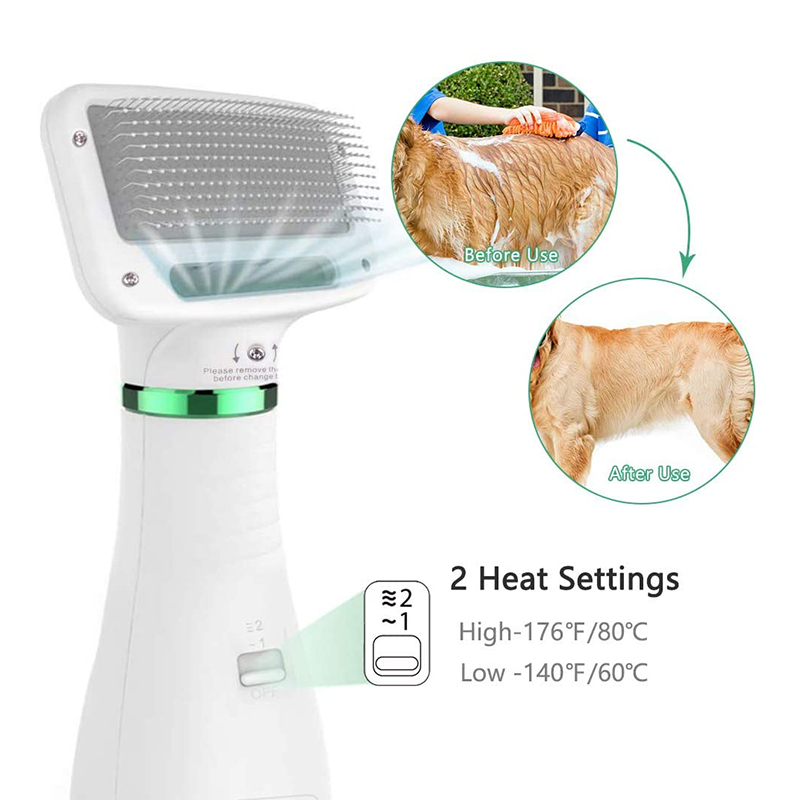 Before Use
Please remove the
before change
After Use
2 Heat Settings
≋2
~1
High-176℉/80℃
Low -140℉/60℃
≋2
~1
OFF